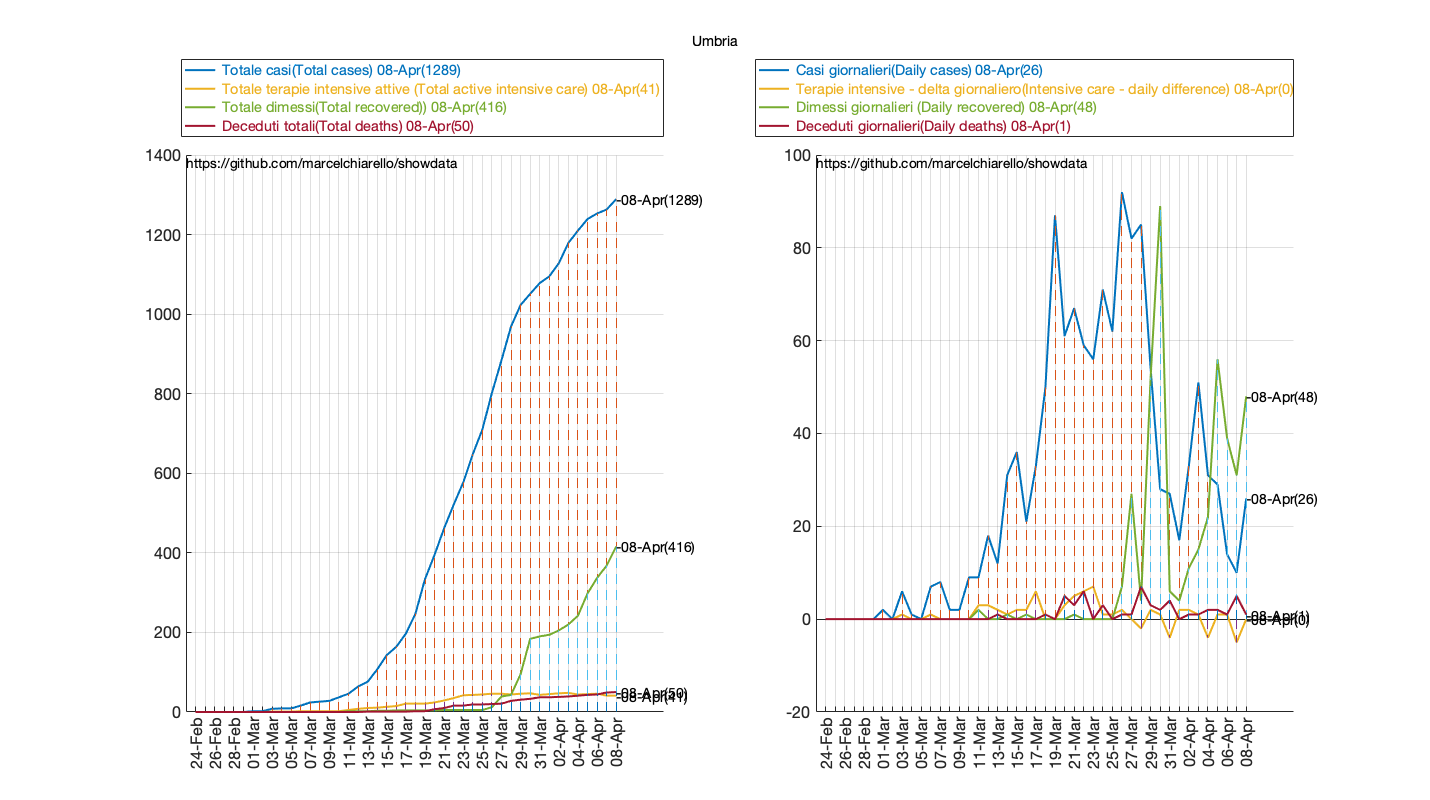 Umbria
Totale casi(Total cases) 08-Apr(1289)
Totale terapie intensive attive (Total active intensive care) 08-Apr(41)
Totale dimessi(Total recovered)) 08-Apr(416)
Deceduti totali(Total deaths) 08-Apr(50)
https://github.com/marcelchiarello/showdata
1400
1200
1000
800
600
400
200
0
-08-Apr(1289)
-08-Apr(416)
-08-Apr(50)
-08-Apr(41)
24-Feb
26-Feb
28-Feb
01-Mar
03-Mar
05-Mar
07-Mar
09-Mar
11-Mar
13-Mar
15-Mar
17-Mar
19-Mar
21-Mar
23-Mar
25-Mar
27-Mar
29-Mar
31-Mar
02-Apr
04-Apr
06-Apr
08-Apr
Casi giornalieri(Daily cases) 08-Apr(26)
Terapie intensive - delta giornaliero(Intensive care - daily difference) 08-Apr(0)
Dimessi giornalieri (Daily recovered) 08-Apr(48)
Deceduti giornalieri(Daily deaths) 08-Apr(1)
https://github.com/marcelchiarello/showdata
100
80
60
40
20
0
-20
-08-Apr(48)
-08-Apr(26)
-08-Apr(1)
-08-Apr(0)
24-Feb
26-Feb
28-Feb
01-Mar
03-Mar
05-Mar
07-Mar
09-Mar
11-Mar
13-Mar
15-Mar
17-Mar
19-Mar
21-Mar
23-Mar
25-Mar
27-Mar
29-Mar
31-Mar
02-Apr
04-Apr
06-Apr
08-Apr